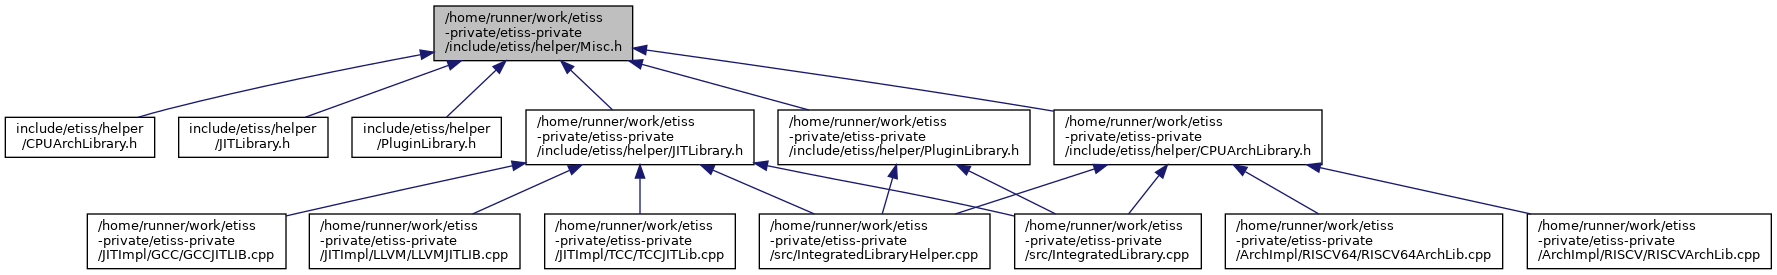 /home/runner/work/etiss
-private/etiss-private
/include/etiss/helper/Misc.h
include/etiss/helper
/CPUArchLibrary.h
include/etiss/helper
/JITLibrary.h
include/etiss/helper
/PluginLibrary.h
/home/runner/work/etiss
-private/etiss-private
/include/etiss/helper/JITLibrary.h
/home/runner/work/etiss
-private/etiss-private
/include/etiss/helper/PluginLibrary.h
/home/runner/work/etiss
-private/etiss-private
/include/etiss/helper/CPUArchLibrary.h
/home/runner/work/etiss
-private/etiss-private
/JITImpl/GCC/GCCJITLIB.cpp
/home/runner/work/etiss
-private/etiss-private
/JITImpl/LLVM/LLVMJITLIB.cpp
/home/runner/work/etiss
-private/etiss-private
/JITImpl/TCC/TCCJITLib.cpp
/home/runner/work/etiss
-private/etiss-private
/src/IntegratedLibraryHelper.cpp
/home/runner/work/etiss
-private/etiss-private
/src/IntegratedLibrary.cpp
/home/runner/work/etiss
-private/etiss-private
/ArchImpl/RISCV64/RISCV64ArchLib.cpp
/home/runner/work/etiss
-private/etiss-private
/ArchImpl/RISCV/RISCVArchLib.cpp